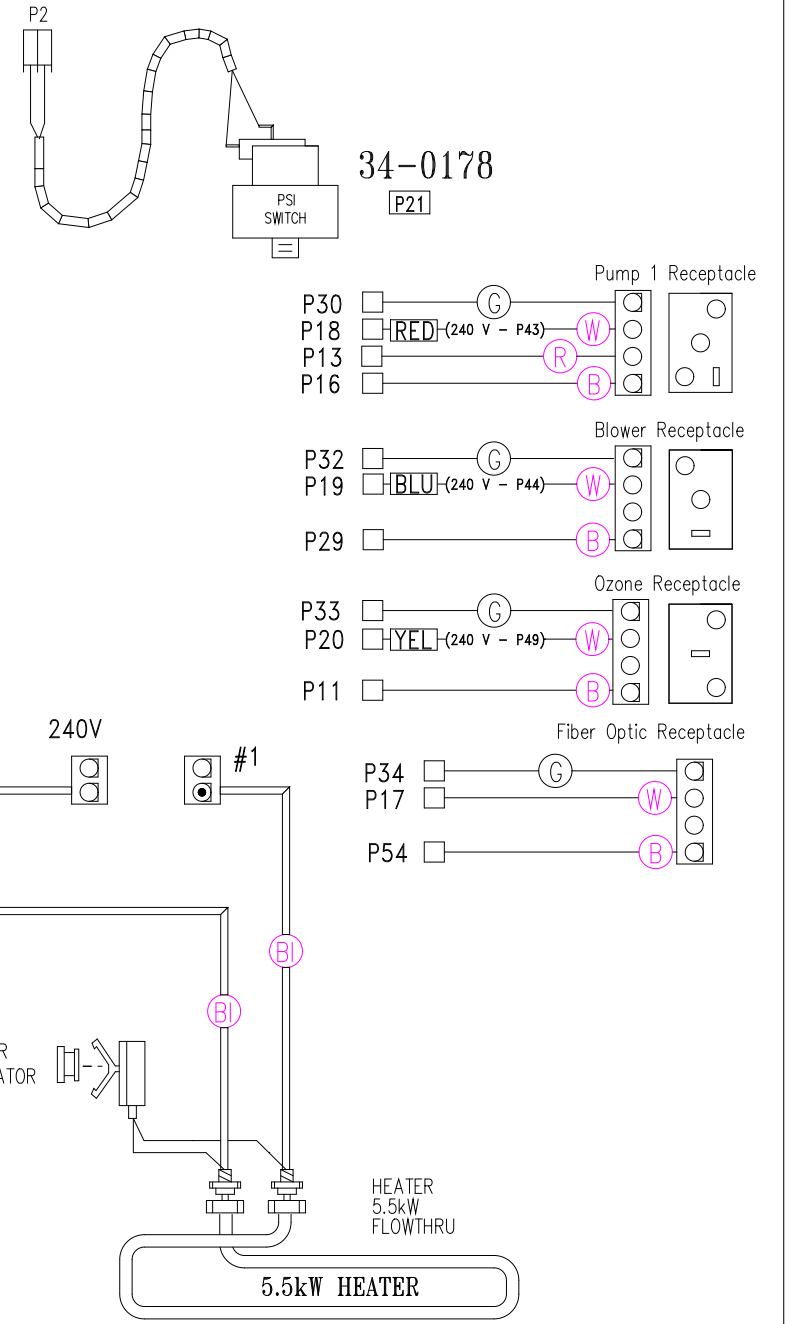 P2
34-0178
P21
PSI
SWITCH
Pump 1 Receptacle
P30 G
P18 RED (240 V - P43) W
P13 R
P16 B
Blower Receptacle
P32 G
P19 BLU (240 V - P44) W
P29 B
Ozone Receptacle
P33 G
P20 YEL (240 V - P49) W
P11 B
Fiber Optic Receptacle
240V
#1
P34 G
P17 W
P54 B
Bl
Bl
R
ATOR
HEATER
5.5kW
FLOWTHRU
5.5kW HEATER